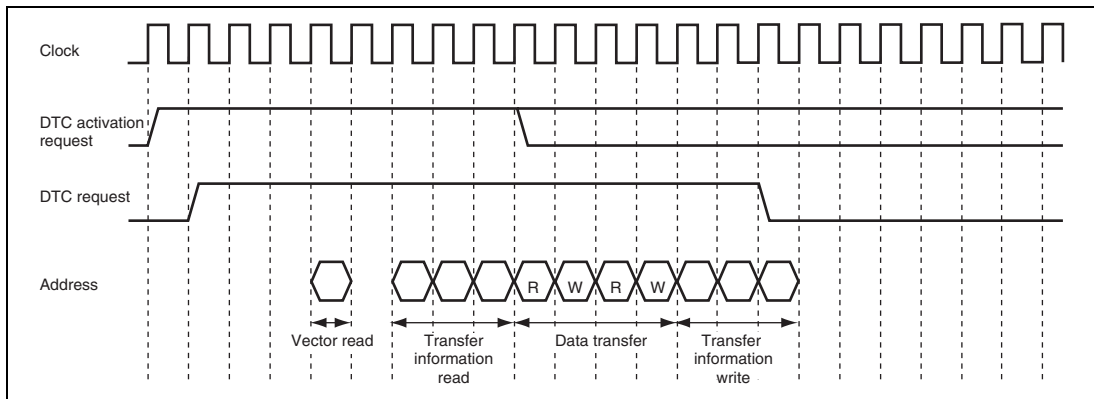 Clock
DTC activation
request
DTC request
Address
R W R W
Vector read
Transfer
information
read
Data transfer
Transfer
information
write